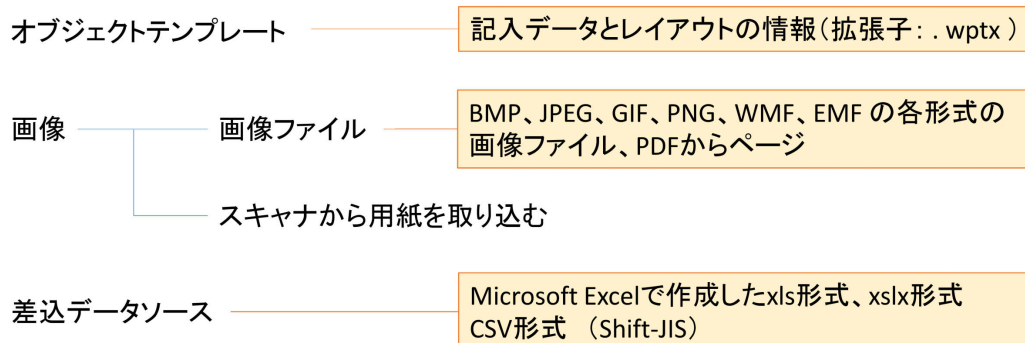 オブジェクトテンプレート
記入データとレイアウトの情報(拡張子：. wptx )
画像
画像ファイル
BMP、JPEG、GIF、PNG、WMF、EMF の各形式の
画像ファイル、PDFからページ
スキャナから用紙を取り込む
差込データソース
Microsoft Excelで作成したxls形式、xslx形式
CSV形式 （Shift-JIS）